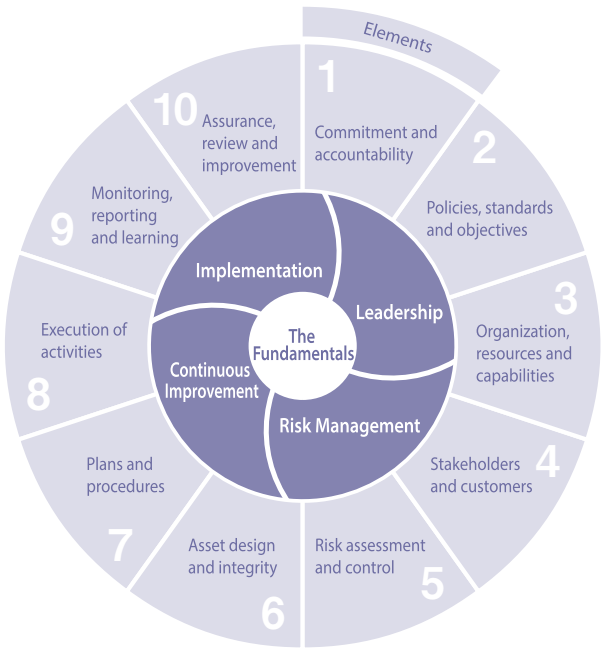 Elements
1
Commitment and
accountability
2
Policies, standards
and objectives
3
Organization,
resources and
capabilities
4
Stakeholders
and customers
5
Risk assessment
and control
6
Asset design
and integrity
7
Plans and
procedures
8
Execution of
activities
9
Monitoring,
reporting
and learning
10
Assurance,
review and
improvement
The
Fundamentals
Leadership
Risk Management
Continuous
Improvement
Implementation